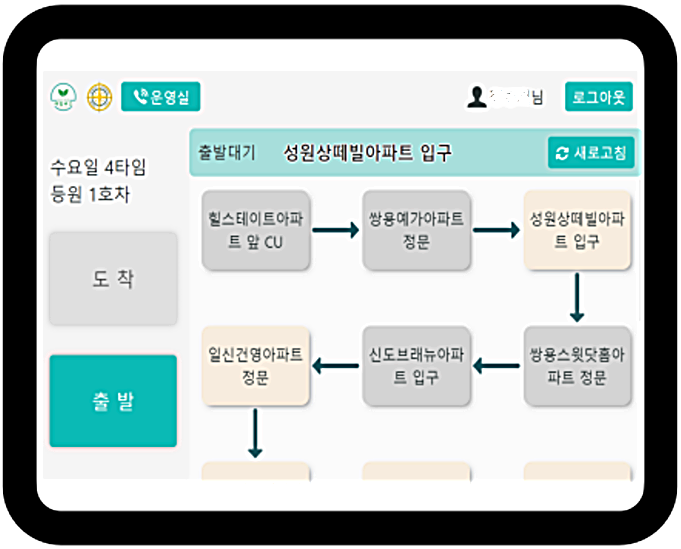 운영실
님
로그아웃
수요일 4타임
등원 1호차
출발대기 성원상떼빌아파트 입구
새로고침
힐스테이트아파
트 앞 CU
쌍용예가아파트
정문
성원상떼빌아파
트 입구
도 착
일신건영아파트
정문
신도브래뉴아파
트 입구
쌍용스윗닷홈아
파트 정문
출 발